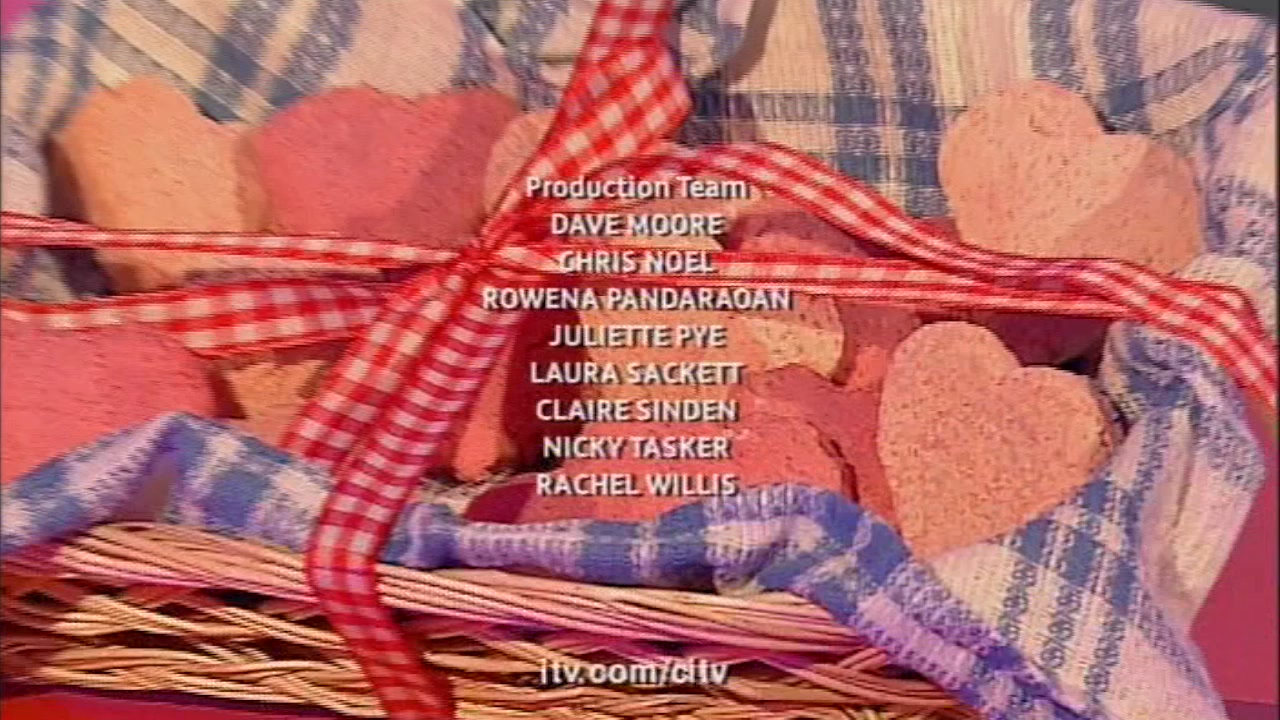 Production Team
DAVE MOORE
CHRIS NOEL
ROWENA PANDARAOAN
JULIETTE PYE
LAURA SACKETT
CLAIRE SINDEN
NICKY TASKER
RACHEL WILLIS
itv.com/citv